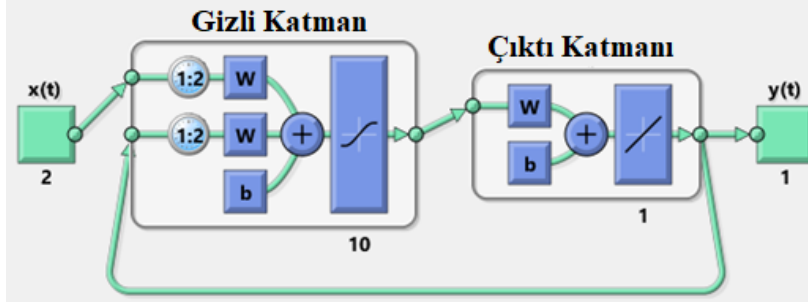 Gizli Katman
Çıktı Katmanı
x(t)
1:2
W
W
y(t)
1:2
W
b
b
2
10
1
1